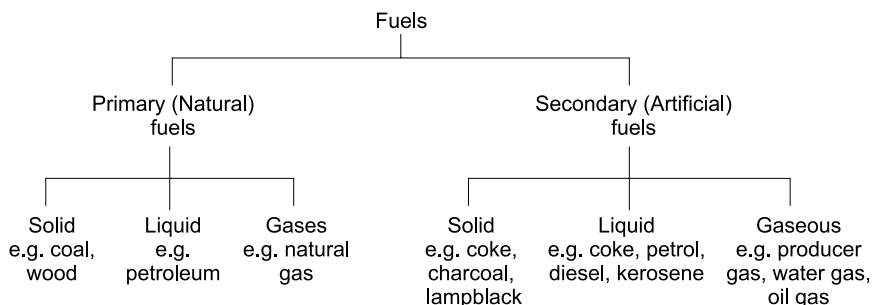 Fuels
Primary (Natural)
fuels
Secondary (Artificial)
fuels
Solid
e.g. coal,
wood
Liquid
e.g.
petroleum
Gases
e.g. natural
gas
Solid
e.g. coke,
charcoal,
lampblack
Liquid
e.g. coke, petrol,
diesel, kerosene
Gaseous
e.g. producer
gas, water gas,
oil gas